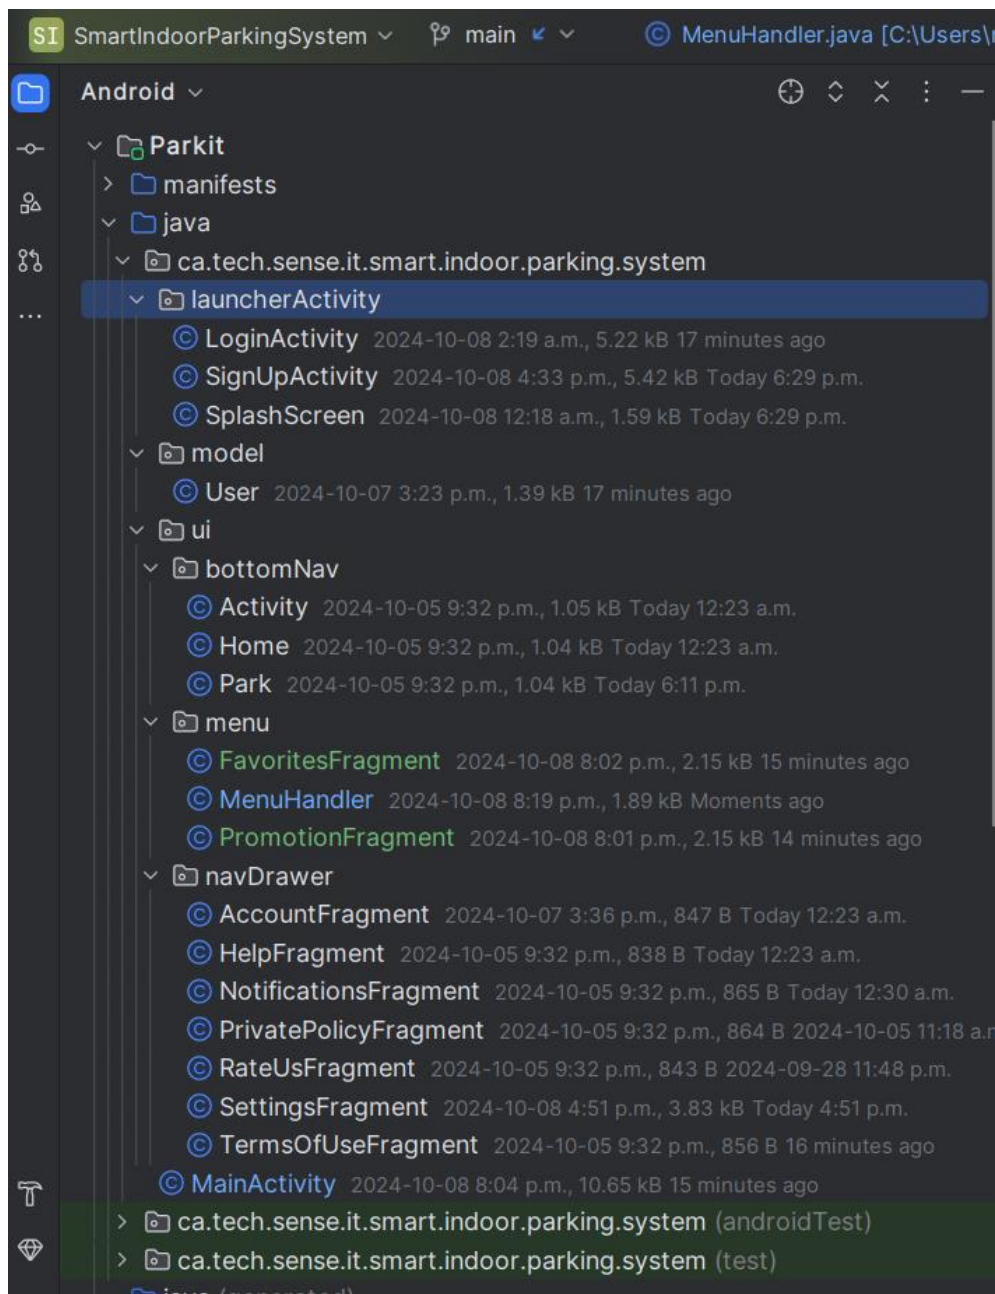 SI SmartIndoorParkingSystem main MenuHandler.java [C:\Users\
Android
Parkit
manifests
java
ca.tech.sense.it.smart.indoor.parking.system
launcherActivity
LoginActivity 2024-10-08 2:19 a.m., 5.22 kB 17 minutes ago
SignUpActivity 2024-10-08 4:33 p.m., 5.42 kB Today 6:29 p.m.
SplashScreen 2024-10-08 12:18 a.m., 1.59 kB Today 6:29 p.m.
model
User 2024-10-07 3:23 p.m., 1.39 kB 17 minutes ago
ui
bottomNav
Activity 2024-10-05 9:32 p.m., 1.05 kB Today 12:23 a.m.
Home 2024-10-05 9:32 p.m., 1.04 kB Today 12:23 a.m.
Park 2024-10-05 9:32 p.m., 1.04 kB Today 6:11 p.m.
menu
FavoritesFragment 2024-10-08 8:02 p.m., 2.15 kB 15 minutes ago
MenuHandler 2024-10-08 8:19 p.m., 1.89 kB Moments ago
PromotionFragment 2024-10-08 8:01 p.m., 2.15 kB 14 minutes ago
navDrawer
AccountFragment 2024-10-07 3:36 p.m., 847 B Today 12:23 a.m.
HelpFragment 2024-10-05 9:32 p.m., 838 B Today 12:23 a.m.
NotificationsFragment 2024-10-05 9:32 p.m., 865 B Today 12:30 a.m.
PrivatePolicyFragment 2024-10-05 9:32 p.m., 864 B 2024-10-05 11:18 a.
RateUsFragment 2024-10-05 9:32 p.m., 843 B 2024-09-28 11:48 p.m.
SettingsFragment 2024-10-08 4:51 p.m., 3.83 kB Today 4:51 p.m.
TermsOfUseFragment 2024-10-05 9:32 p.m., 856 B 16 minutes ago
MainActivity 2024-10-08 8:04 p.m., 10.65 kB 15 minutes ago
ca.tech.sense.it.smart.indoor.parking.system (androidTest)
ca.tech.sense.it.smart.indoor.parking.system (test)